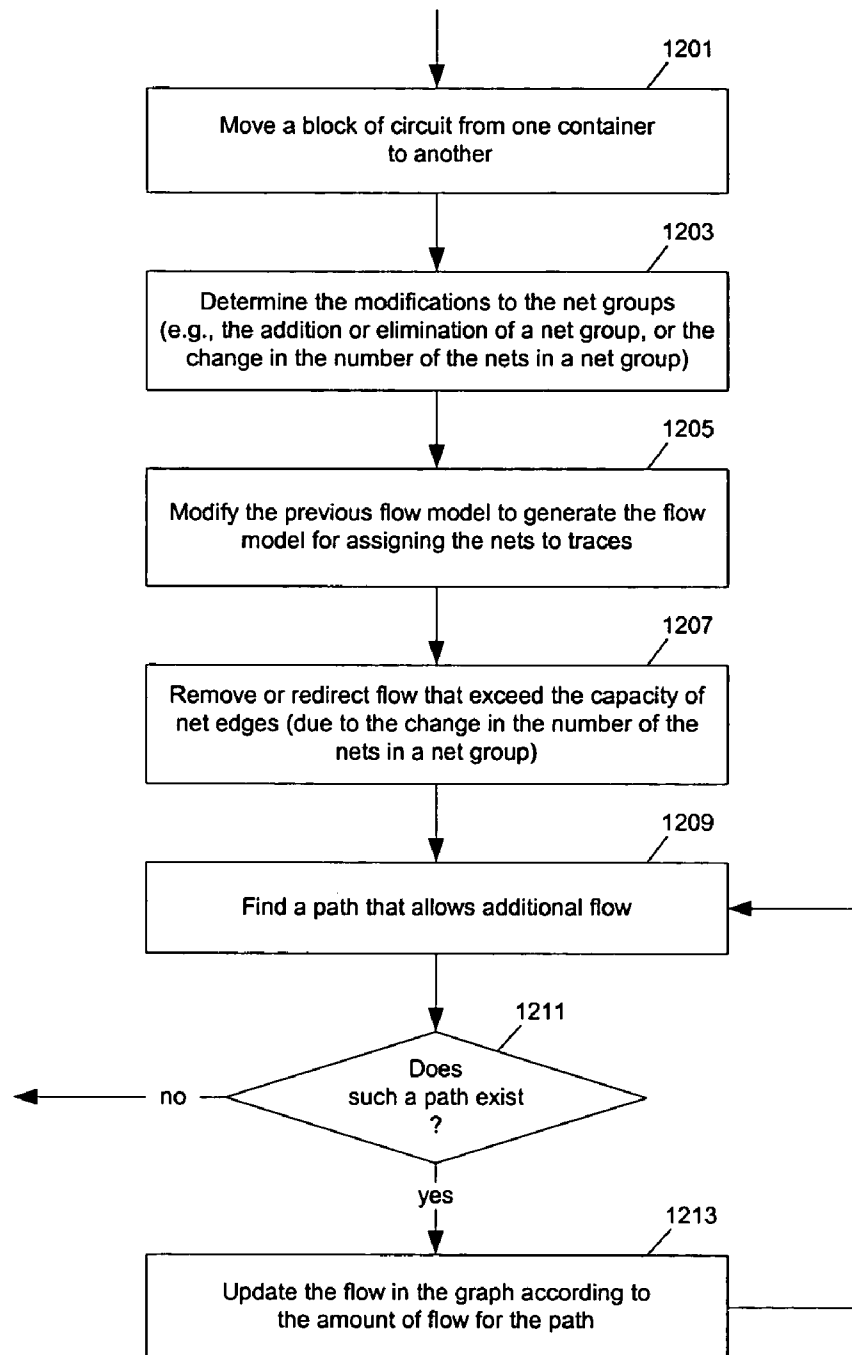 1201
Move a block of circuit from one container
to another
1203
Determine the modifications to the net groups
(e.g., the addition or elimination of a net group, or the
change in the number of the nets in a net group)
1205
Modify the previous flow model to generate the flow
model for assigning the nets to traces
1207
Remove or redirect flow that exceed the capacity of
net edges (due to the change in the number of the
nets in a net group)
1209
Find a path that allows additional flow
1211
Does
such a path exist
?
no
yes
1213
Update the flow in the graph according to
the amount of flow for the path